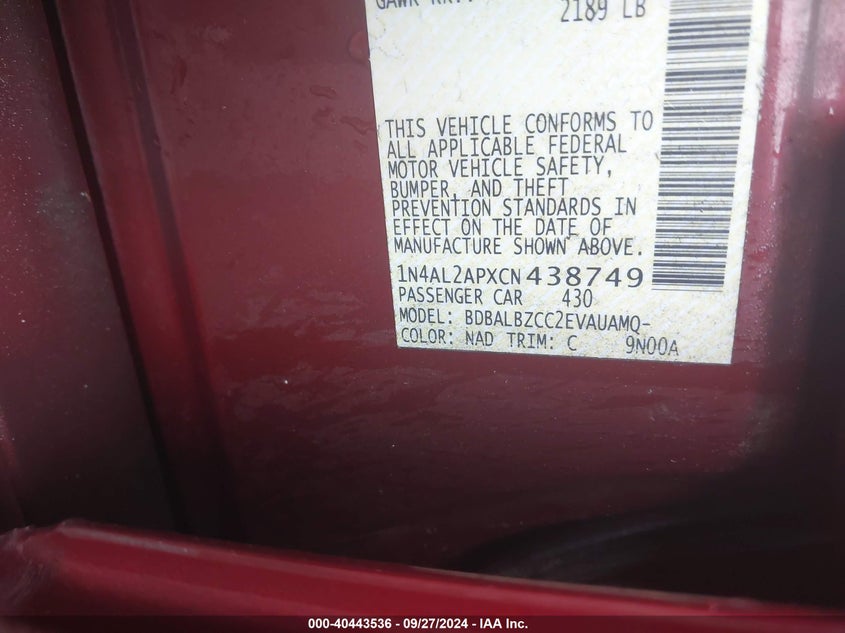 2189 LB
THIS VEHICLE CONFORMS TO
ALL APPLICABLE FEDERAL
MOTOR VEHICLE SAFETY,
BUMPER, AND THEFT
PREVENTION STANDARDS IN
EFFECT ON THE DATE OF
MANUFACTURE SHOWN ABOVE.
1N4AL2APXCN438749
PASSENGER CAR 430
MODEL: BDBALBZCC2EVAUAMQ-
COLOR: NAD TRIM: C 9N00A
000-40443536 - 09/27/2024 - IAA Inc.